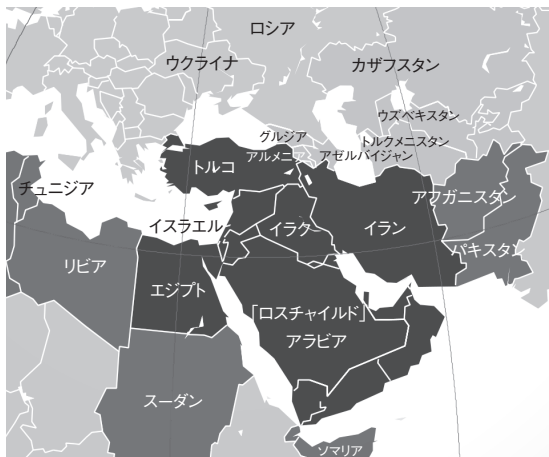 ロシア
ウクライナ
カザフスタン
ウズベキスタン
グルジア
トルクメニスタン
アルメニア
アゼルバイジャン
トルコ
チュニジア
アフガニスタン
イスラエル
イラク
イラン
パキスタン
リビア
エジプト
「ロスチャイルド」
アラビア
スーダン
ソマリア